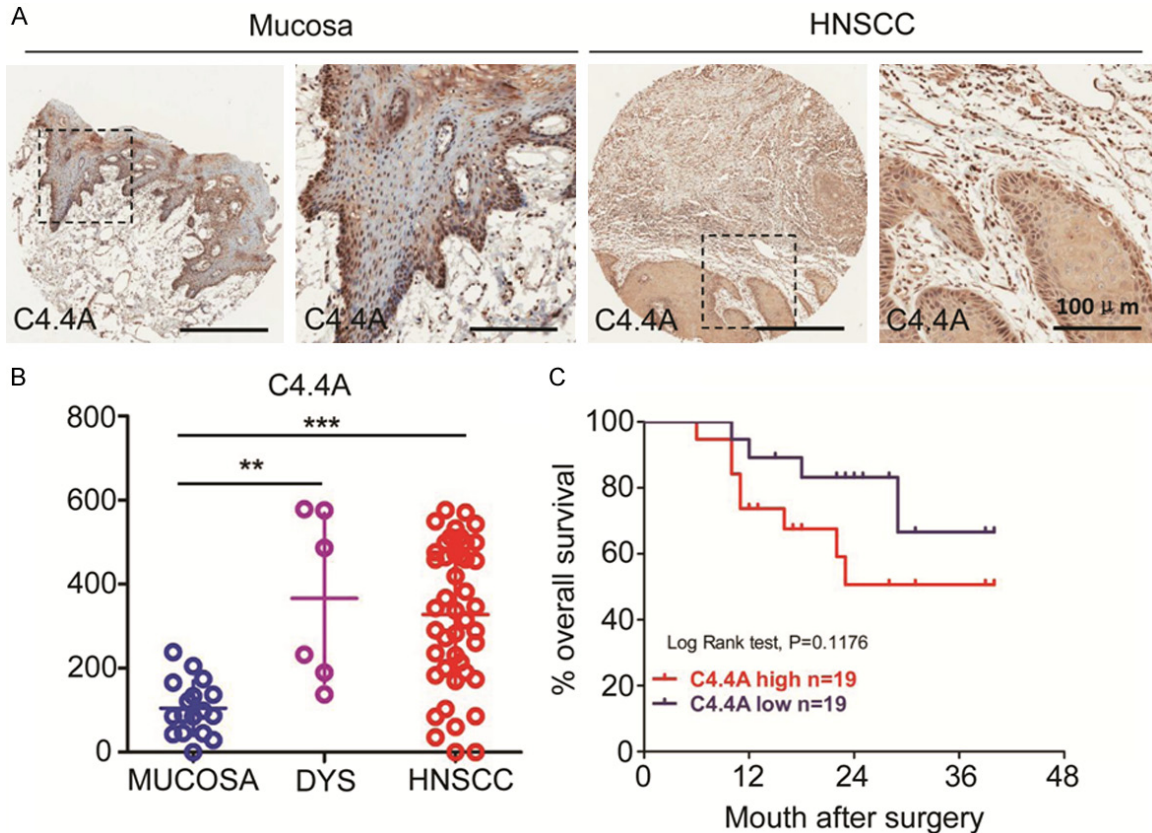 A
Mucosa
HNSCC
C4.4A
C4.4A
C4.4A
C4.4A
100 μm
B
C4.4A
800
600
400
200
0
***
**
MUCOSA DYS HNSCC
C
% overall survival
100
80
60
40
20
0
Log Rank test, P=0.1176
C4.4A high n=19
C4.4A low n=19
0 12 24 36 48
Mouth after surgery